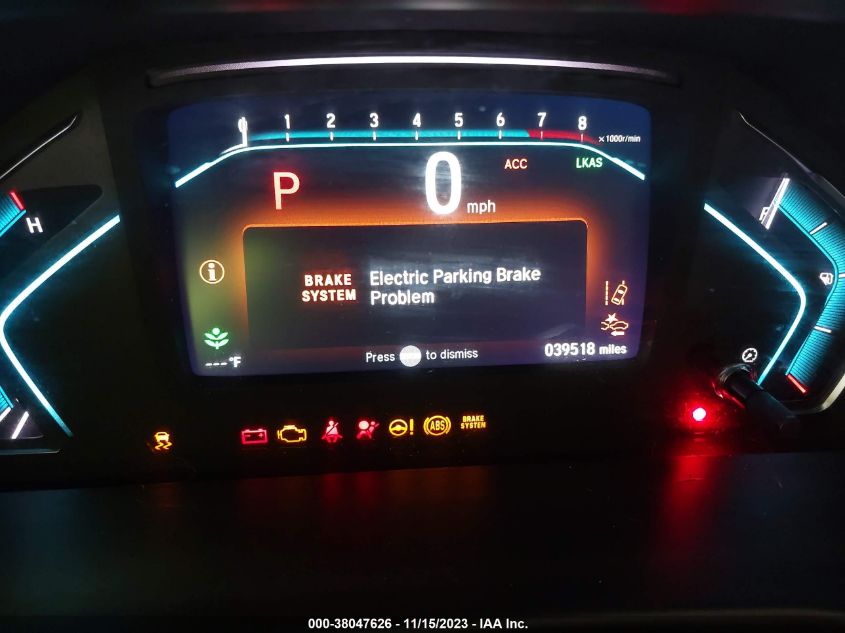 0 1 2 3 4 5 6 7 8 ×1000r/min
P 0 mph ACC LKAS
H
BRAKE SYSTEM Electric Parking Brake
Problem
---°F Press to dismiss 039518 miles
ABS BRAKE SYSTEM
000-38047626 - 11/15/2023 - IAA Inc.